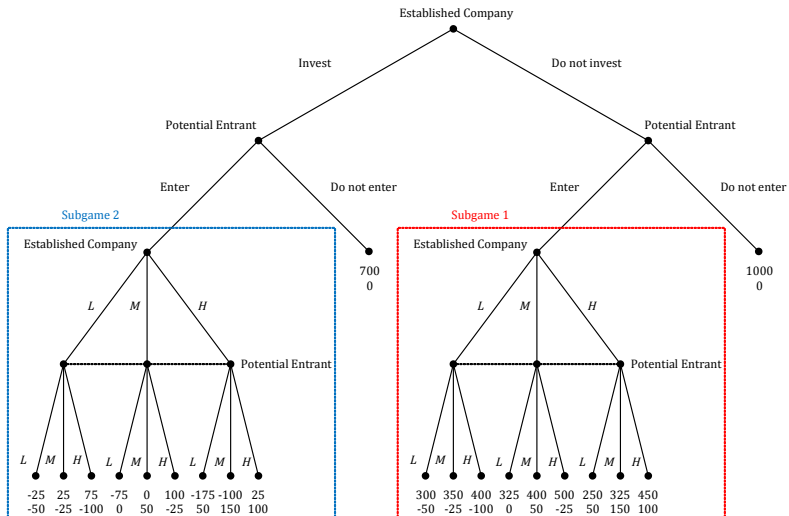 Established Company
Invest Do not invest
Potential Entrant Potential Entrant
Enter Do not enter Enter Do not enter
Subgame 2 Subgame 1
Established Company Established Company
700 1000
0 0
L M H L M H
Potential Entrant Potential Entrant
L M H L M H L M H L M H L M H L M H
-25 25 75 -75 0 100 -175 -100 25 300 350 400 325 400 500 250 325 450
-50 -25 -100 0 50 -25 50 150 100 -50 -25 -100 0 50 -25 50 150 100